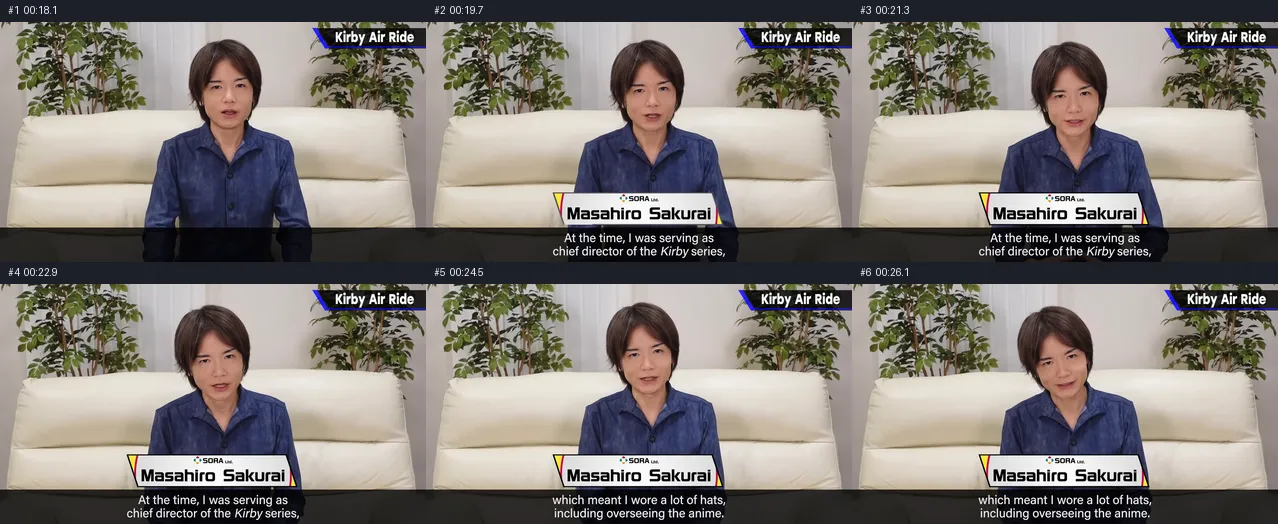 #1 00:18.1
Kirby Air Ride
#2 00:19.7
Kirby Air Ride
SORA Ltd.
Masahiro Sakurai
At the time, I was serving as
chief director of the Kirby series,
#3 00:21.3
Kirby Air Ride
SORA Ltd.
Masahiro Sakurai
At the time, I was serving as
chief director of the Kirby series,
#4 00:22.9
Kirby Air Ride
SORA Ltd.
Masahiro Sakurai
At the time, I was serving as
chief director of the Kirby series,
#5 00:24.5
Kirby Air Ride
SORA Ltd.
Masahiro Sakurai
which meant I wore a lot of hats,
including overseeing the anime.
#6 00:26.1
Kirby Air Ride
SORA Ltd.
Masahiro Sakurai
which meant I wore a lot of hats,
including overseeing the anime.